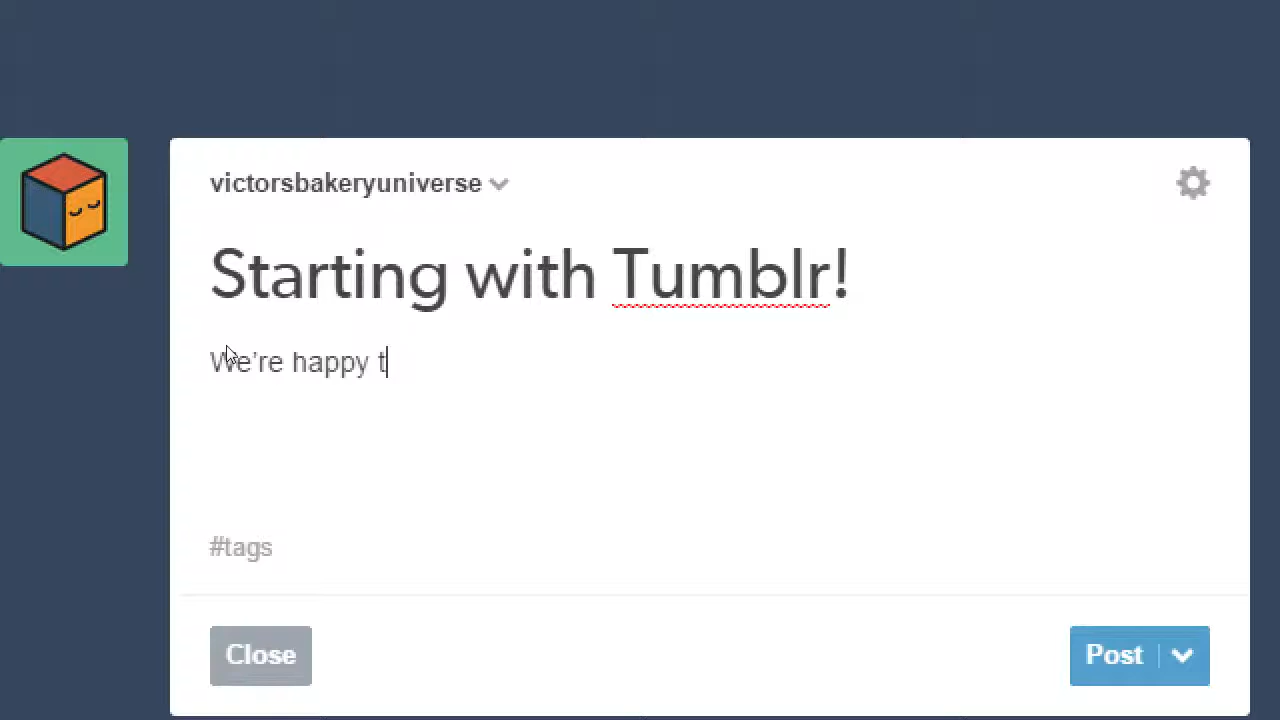 victorsbakeryuniverse
Starting with Tumblr!
We're happy t
#tags
Close
Post